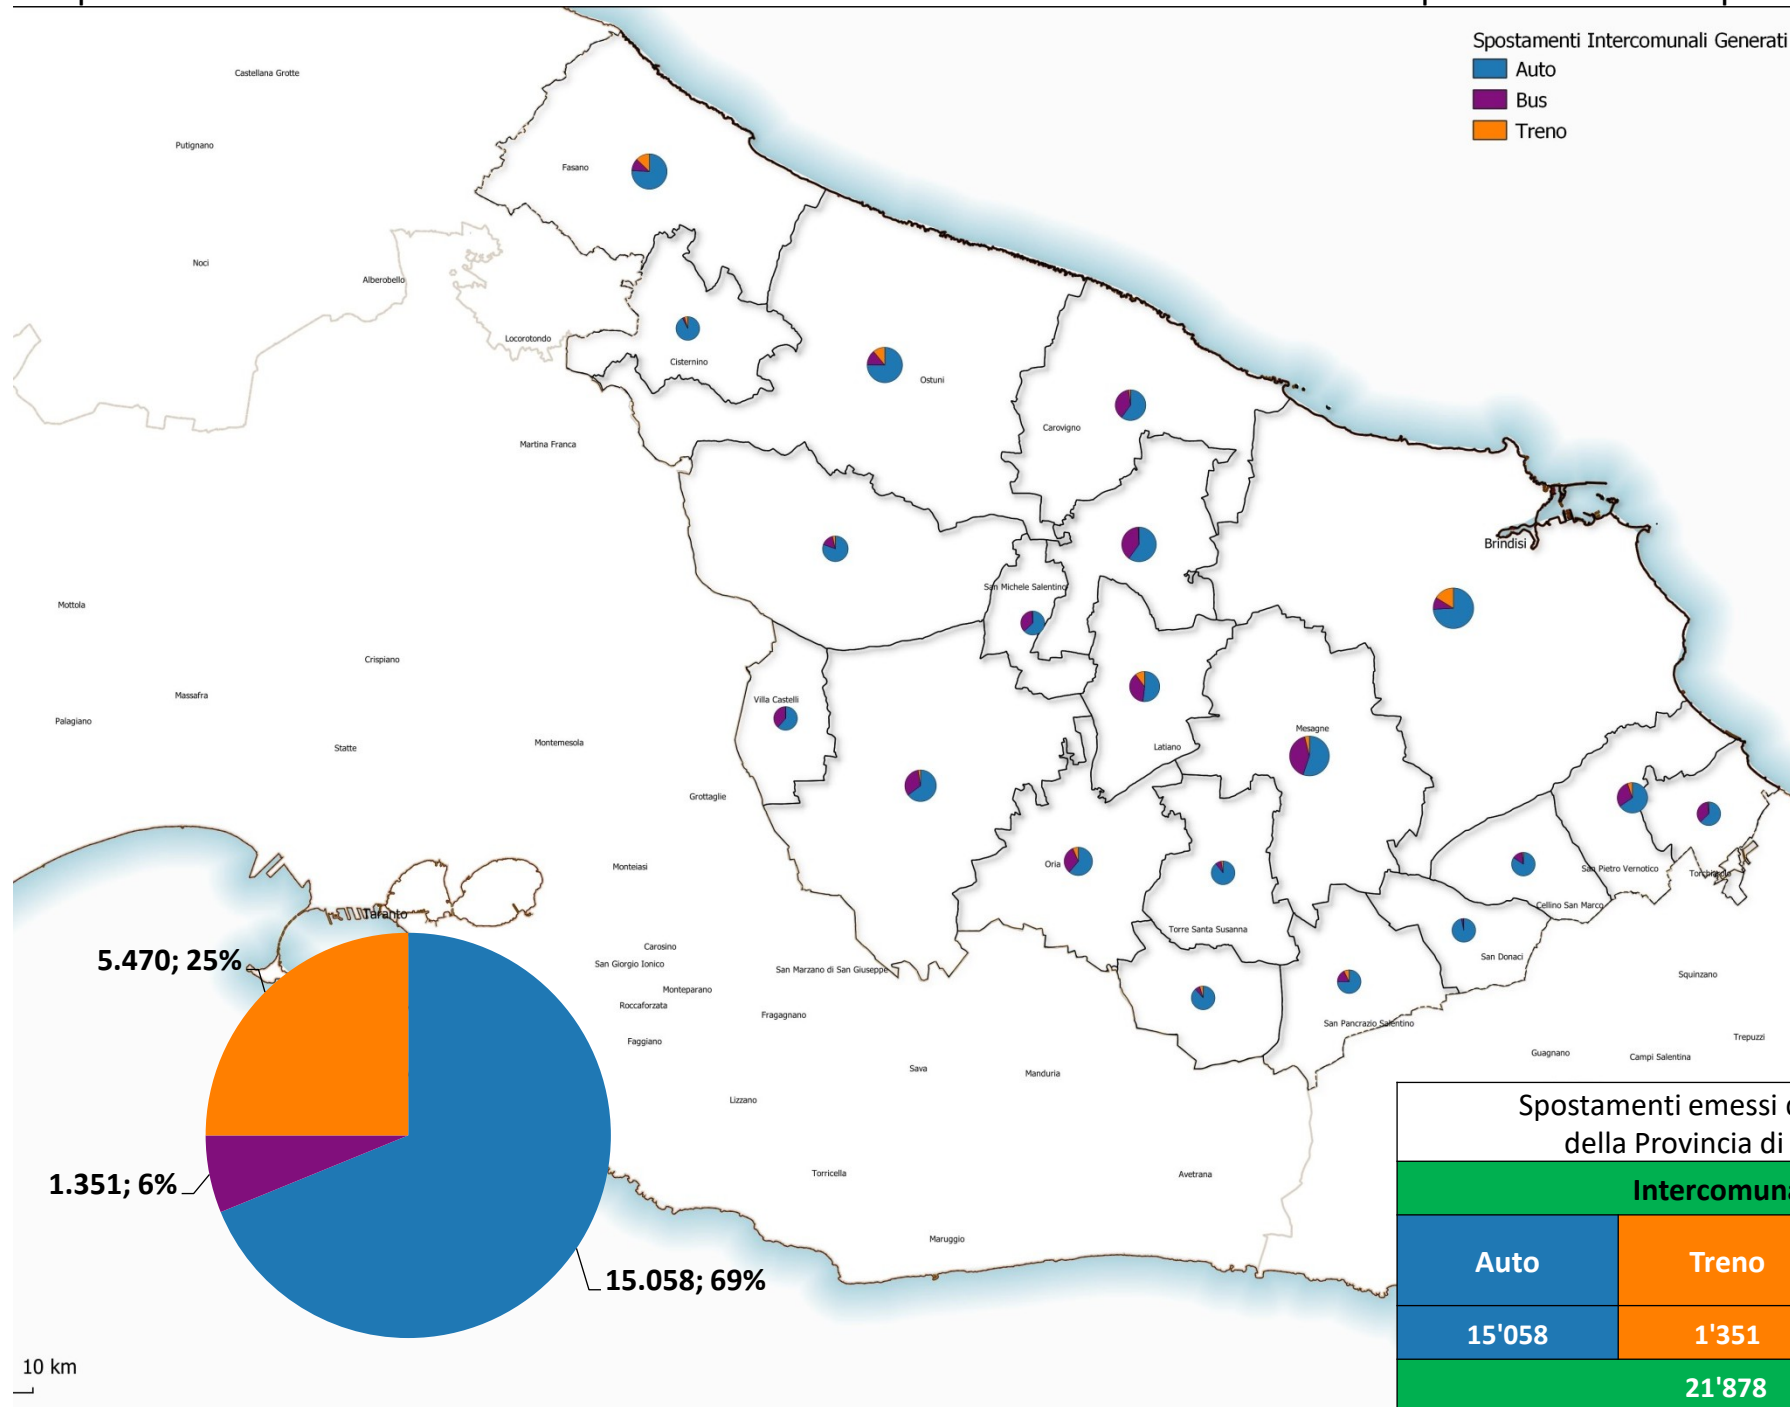 Spostamenti Intercomunali Generati
Auto
Bus
Treno
Castellana Grotte
Putignano
Fasano
Noci
Alberobello
Locorotondo
Cisternino
Ostuni
Carovigno
Martina Franca
Brindisi
San Michele Salentino
Mottola
Crispiano
Massafra
Villa Castelli
Palagiano
Statte
Montemesola
Latiano
Mesagne
Grottaglie
Monteiasi
Oria
San Pietro Vernotico
Torchiarolo
Cellino San Marco
Taranto
Torre Santa Susanna
Carosino
San Donaci
5.470; 25%
San Giorgio Ionico
San Marzano di San Giuseppe
Squinzano
Monteparano
Roccaforzata
Fragagnano
San Pancrazio Salentino
Faggiano
Trepuzzi
Guagnano
Campi Salentina
Sava
Manduria
Lizzano
1.351; 6%
Torricella
Avetrana
Maruggio
15.058; 69%
10 km
Spostamenti emessi
della Provincia di
Intercomuna
Auto
Treno
15'058
1'351
21'878